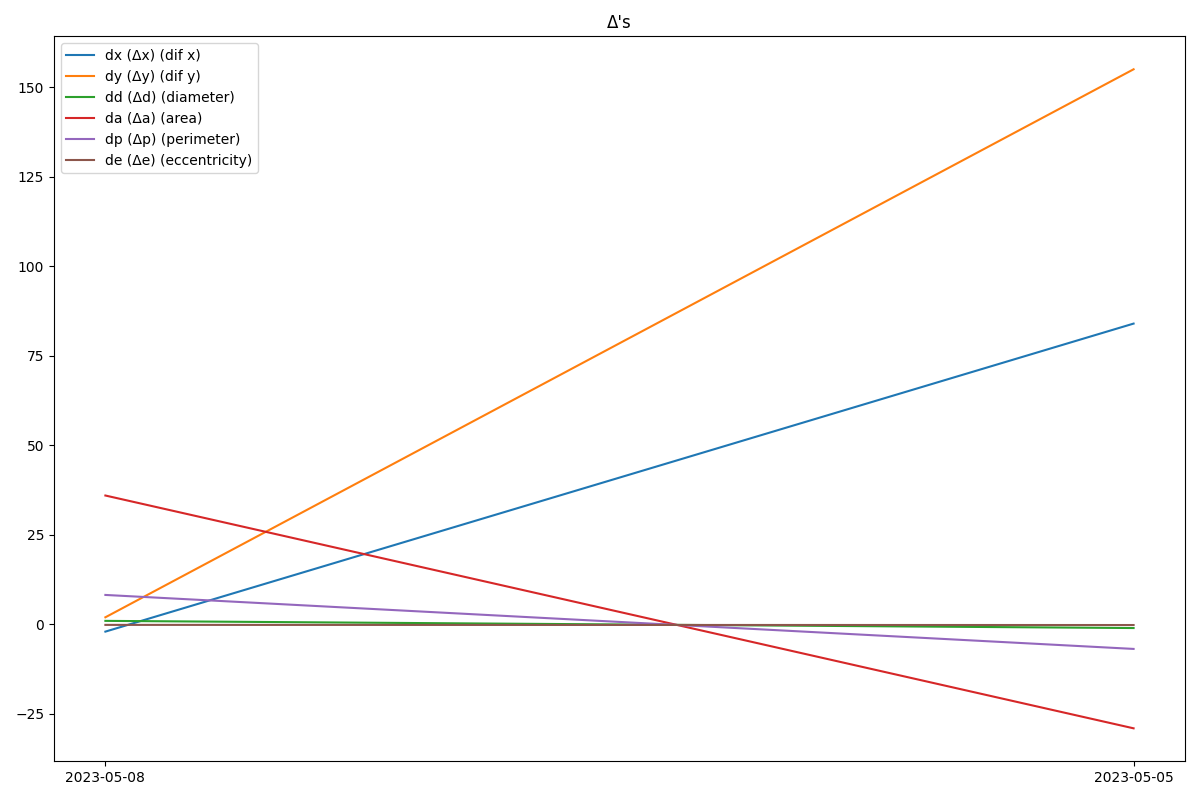 Δ's
dx (Δx) (dif x)
dy (Δy) (dif y)
dd (Δd) (diameter)
da (Δa) (area)
dp (Δp) (perimeter)
de (Δe) (eccentricity)
150
125
100
75
50
25
0
−25
2023-05-08 2023-05-05